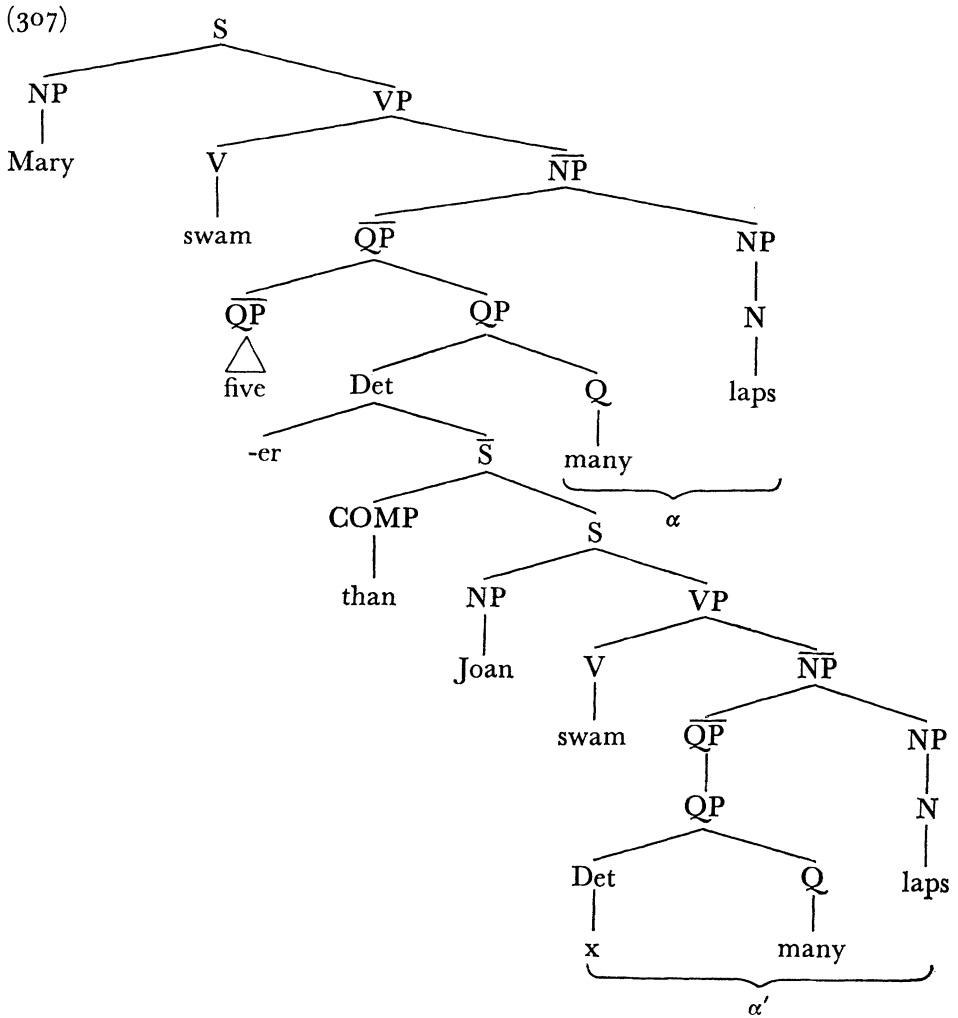 (307)
S
NP VP
Mary V N̅P̅
swam Q̅P̅ NP
Q̅P̅ QP N
five Det Q laps
-er S̅ many
α
COMP S
than NP VP
Joan V N̅P̅
swam Q̅P̅ NP
QP N
Det Q laps
x many
α′